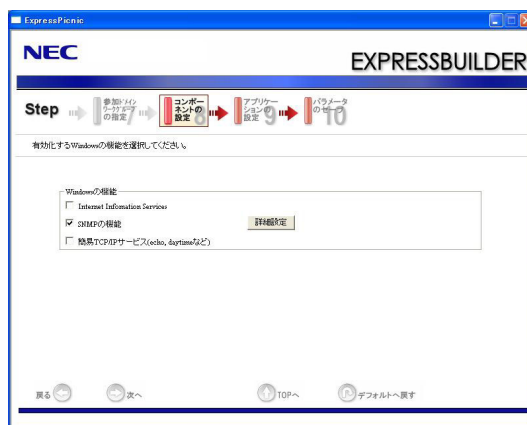 ExpressPicnic
NEC
EXPRESSBUILDER
Step
参加ドメイン
ワークグループ
の指定 7
コンポー
ネントの
設定 8
アプリケー
ションの
設定 9
パラメータ
のセーブ 10
有効化するWindowsの機能を選択してください。
Windowsの機能
Internet Infomation Services
SNMPの機能
詳細設定
簡易TCP/IPサービス(echo, daytimeなど)
戻る
次へ
TOPへ
デフォルトへ戻す